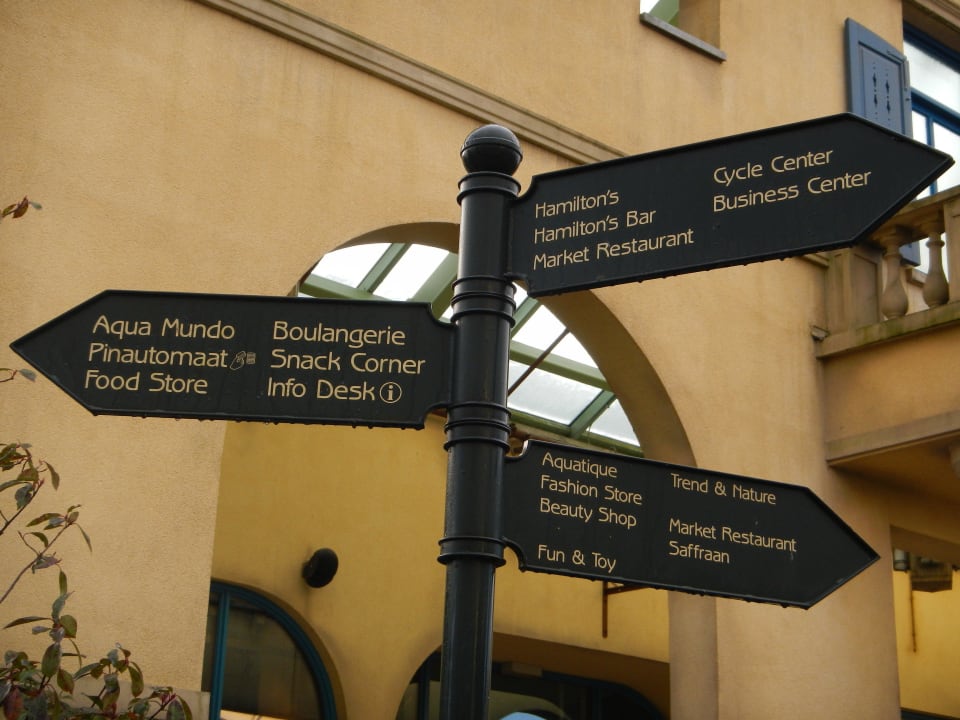 Hamilton's
Hamilton's Bar
Market Restaurant
Cycle Center
Business Center
Aqua Mundo
Pinautomaat
Food Store
Boulangerie
Snack Corner
Info Desk i
Aquatique
Fashion Store
Beauty Shop
Fun & Toy
Trend & Nature
Market Restaurant
Saffraan